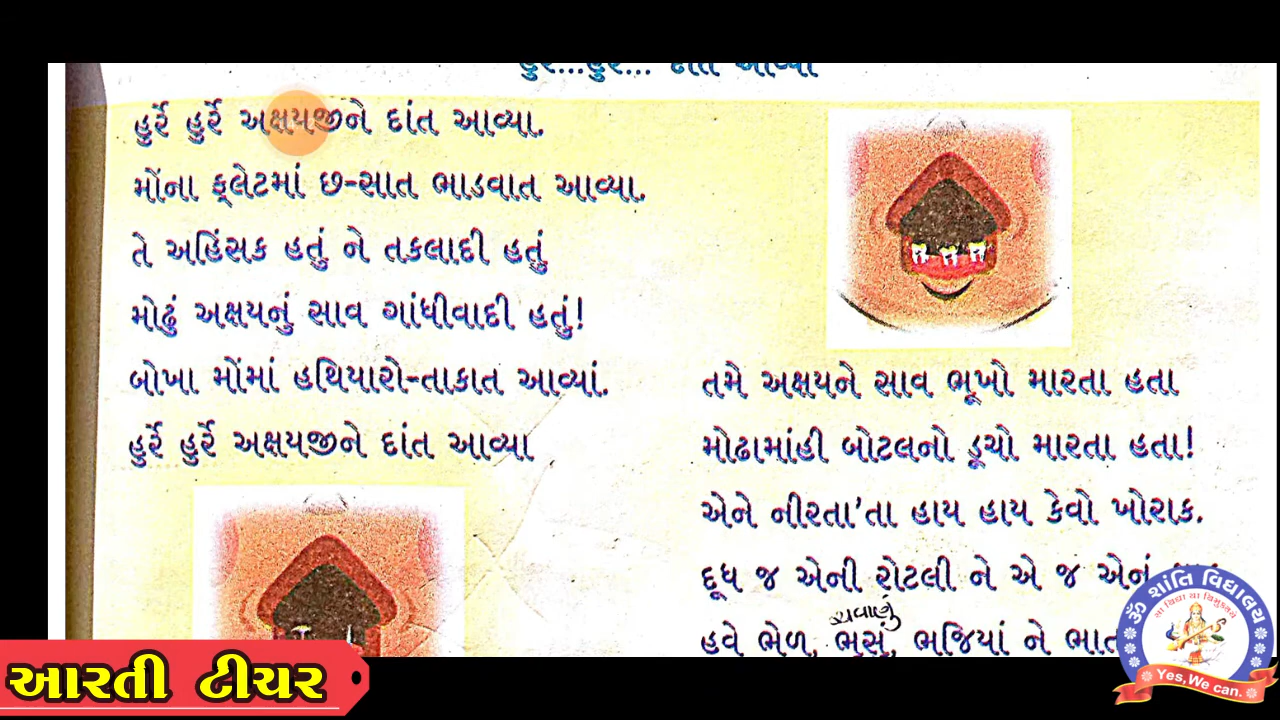 હુર્રે...હુર્રે... દાંત આવ્યા
હુર્રે હુર્રે અક્ષયજીને દાંત આવ્યા.
મોંના ફ્લેટમાં છ-સાત ભાડવાત આવ્યા.
તે અહિંસક હતું ને તકલાદી હતું
મોઢું અક્ષયનું સાવ ગાંધીવાદી હતું!
બોખા મોંમાં હથિયારો-તાકાત આવ્યાં.
હુર્રે હુર્રે અક્ષયજીને દાંત આવ્યા
તમે અક્ષયને સાવ ભૂખો મારતા હતા
મોઢામાંહી બોટલનો ડૂચો મારતા હતા!
એને નીરતા'તા હાય હાય કેવો ખોરાક.
દૂધ જ એની રોટલી ને એ જ એનું
ચવાણું
હવે ભેળ, ભુસુ, ભજિયાં ને ભાત
આરતી ટીચર
ૐ શાંતિ વિદ્યાલય
સા વિદ્યા યા વિમુક્તયે
Yes, We can.